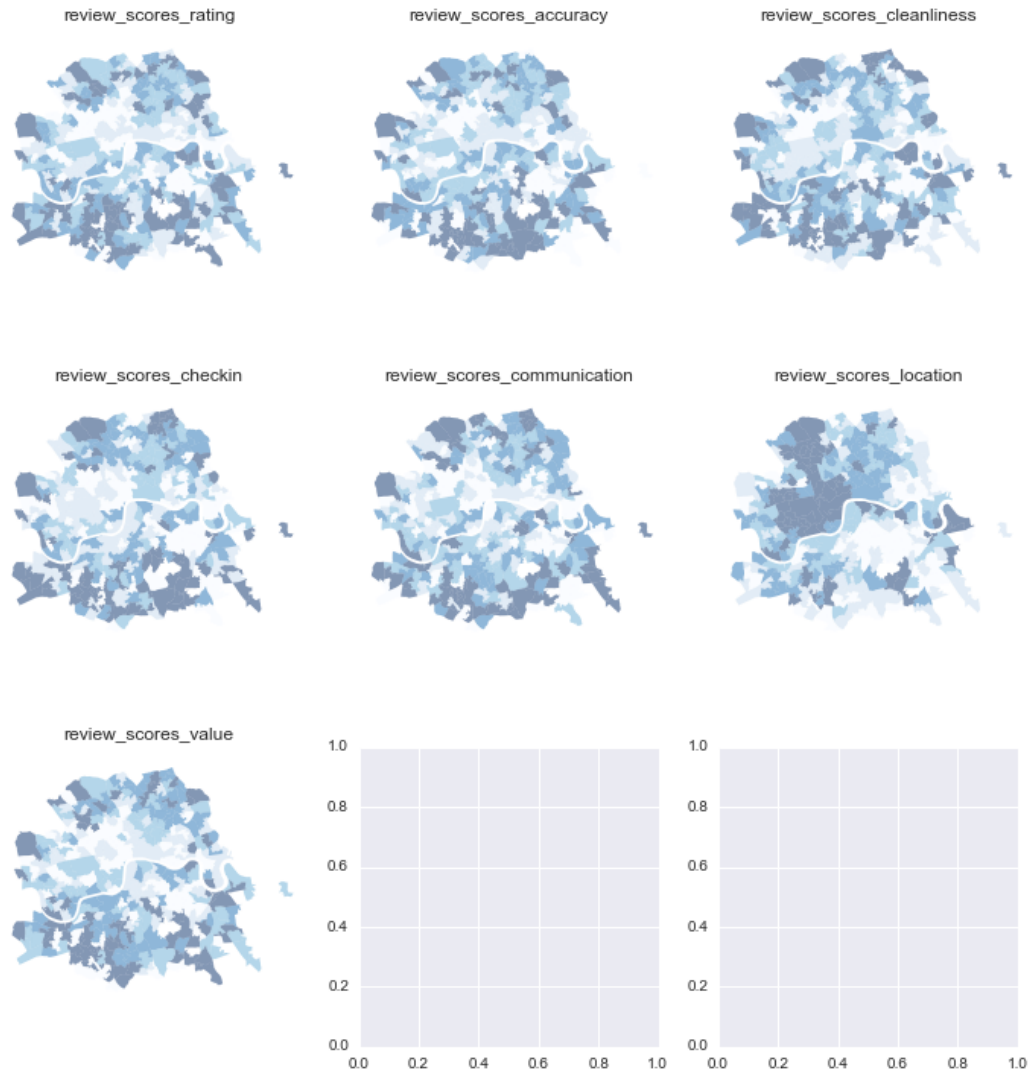 review_scores_rating
review_scores_accuracy
review_scores_cleanliness
review_scores_checkin
review_scores_communication
review_scores_location
review_scores_value
1.0
0.8
0.6
0.4
0.2
0.0
0.0 0.2 0.4 0.6 0.8 1.0
1.0
0.8
0.6
0.4
0.2
0.0
0.0 0.2 0.4 0.6 0.8 1.0